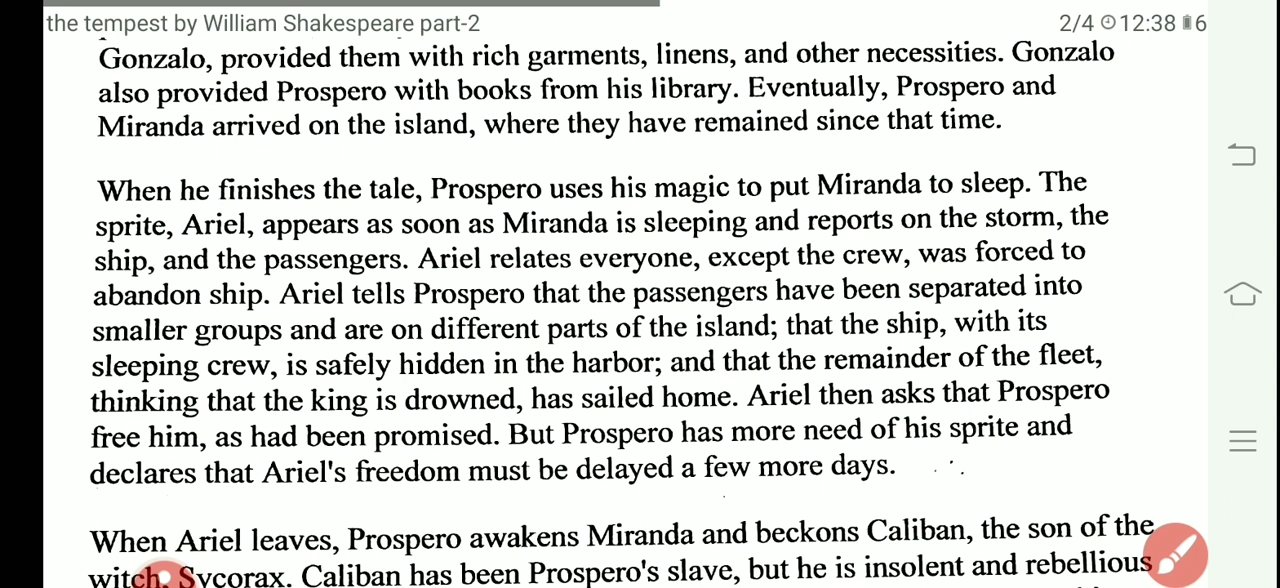 the tempest by William Shakespeare part-2 2/4 12:38 6
Gonzalo, provided them with rich garments, linens, and other necessities. Gonzalo
also provided Prospero with books from his library. Eventually, Prospero and
Miranda arrived on the island, where they have remained since that time.
When he finishes the tale, Prospero uses his magic to put Miranda to sleep. The
sprite, Ariel, appears as soon as Miranda is sleeping and reports on the storm, the
ship, and the passengers. Ariel relates everyone, except the crew, was forced to
abandon ship. Ariel tells Prospero that the passengers have been separated into
smaller groups and are on different parts of the island; that the ship, with its
sleeping crew, is safely hidden in the harbor; and that the remainder of the fleet,
thinking that the king is drowned, has sailed home. Ariel then asks that Prospero
free him, as had been promised. But Prospero has more need of his sprite and
declares that Ariel's freedom must be delayed a few more days.
When Ariel leaves, Prospero awakens Miranda and beckons Caliban, the son of the
witch, Sycorax. Caliban has been Prospero's slave, but he is insolent and rebellious